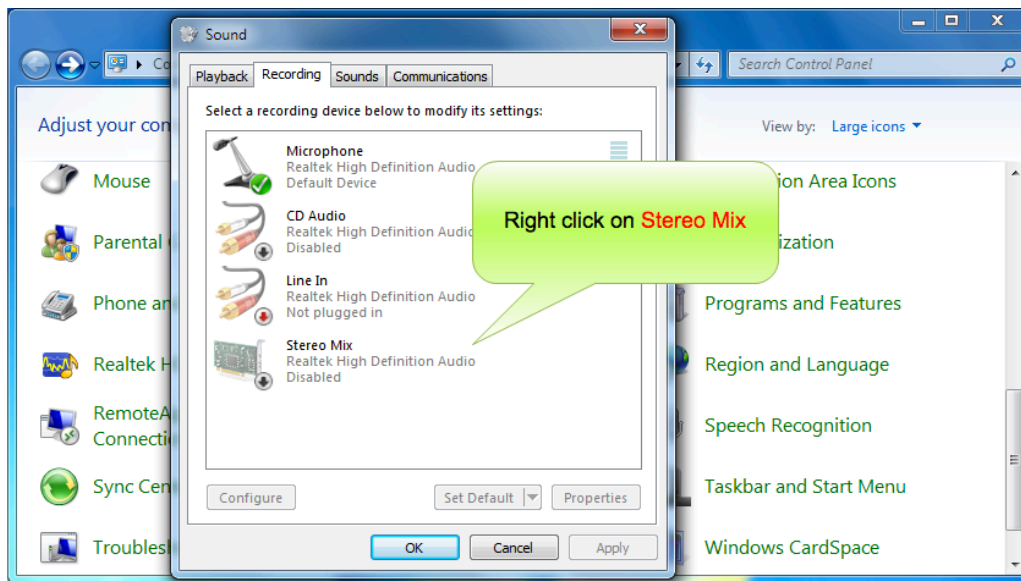 Sound
Co
Search Control Panel
Playback Recording Sounds Communications
Select a recording device below to modify its settings:
Adjust your con
View by: Large icons
Microphone
Realtek High Definition Audio
Default Device
CD Audio
Realtek High Definition Audio
Disabled
Line In
Realtek High Definition Audio
Not plugged in
Stereo Mix
Realtek High Definition Audio
Disabled
Right click on Stereo Mix
Configure
Set Default
Properties
OK
Cancel
Apply
Mouse
Parental
Phone an
Realtek H
RemoteA
Connecti
Sync Cen
Troublesh
ion Area Icons
ization
Programs and Features
Region and Language
Speech Recognition
Taskbar and Start Menu
Windows CardSpace